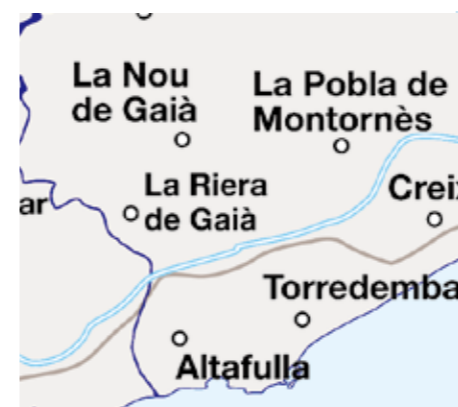 La Nou
de Gaià
La Pobla de
Montornès
La Riera
de Gaià
ar
Creix
Torredemba
Altafulla